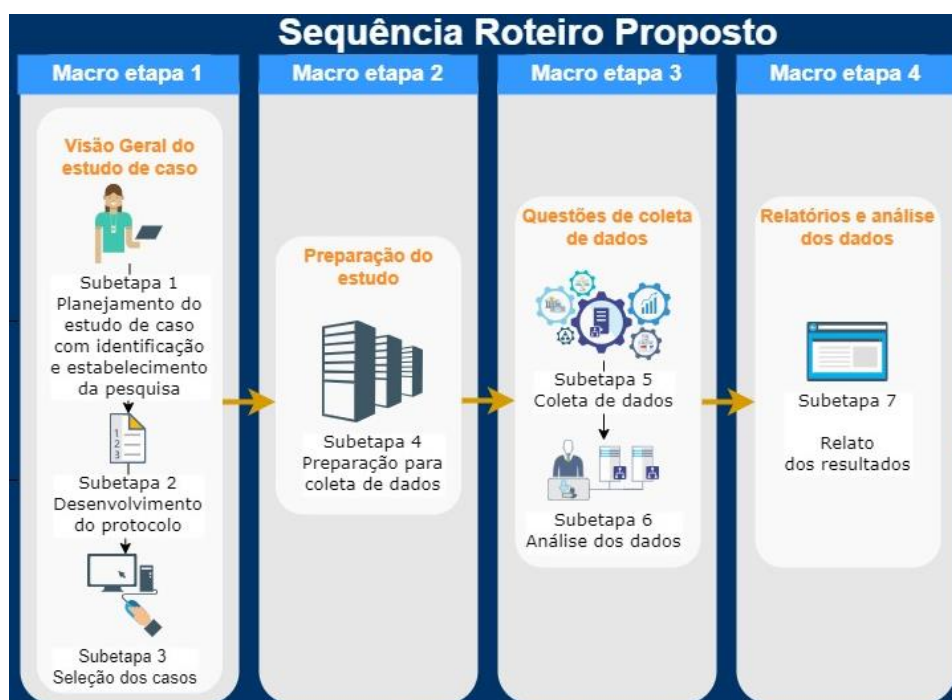 Sequência Roteiro Proposto
Macro etapa 1
Visão Geral do
estudo de caso
Subetapa 1
Planejamento do
estudo de caso
com identificação
e estabelecimento
da pesquisa
1
2
3
Subetapa 2
Desenvolvimento
do protocolo
Subetapa 3
Seleção dos casos
Macro etapa 2
Preparação do
estudo
Subetapa 4
Preparação para
coleta de dados
Macro etapa 3
Questões de coleta
de dados
Subetapa 5
Coleta de dados
Subetapa 6
Análise dos dados
Macro etapa 4
Relatórios e análise
dos dados
Subetapa 7
Relato
dos resultados